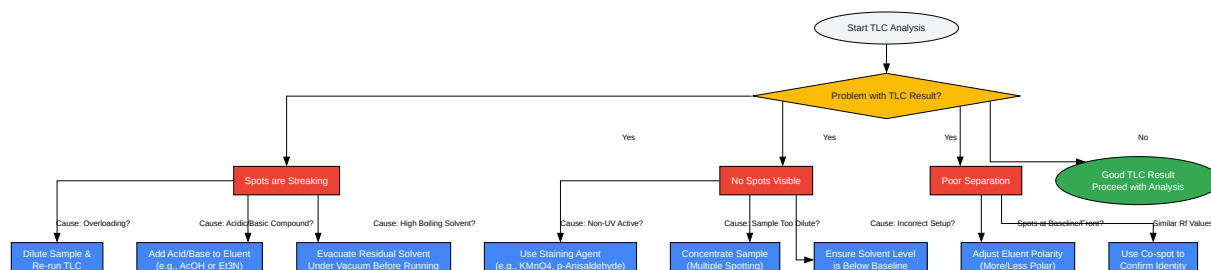 Start TLC Analysis
Problem with TLC Result?
Yes
Yes
Yes
No
Spots are Streaking
No Spots Visible
Poor Separation
Good TLC Result
Proceed with Analysis
Cause: Overloading?
Cause: Acidic/Basic Compound?
Cause: High Boiling Solvent?
Cause: Non-UV Active?
Cause: Sample Too Dilute?
Cause: Incorrect Setup?
Spots at Baseline/Front?
Similar Rf Values
Dilute Sample &
Re-run TLC
Add Acid/Base to Eluent
(e.g., AcOH or Et3N)
Evacuate Residual Solvent
Under Vacuum Before Running
Use Staining Agent
(e.g., KMnO4, p-Anisaldehyde)
Concentrate Sample
(Multiple Spotting)
Ensure Solvent Level
is Below Baseline
Adjust Eluent Polarity
(More/Less Polar)
Use Co-spot to
Confirm Identity